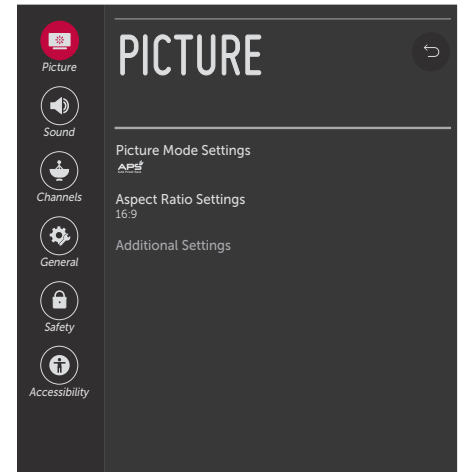 Picture
Sound
Channels
General
Safety
Accessibility
PICTURE
Picture Mode Settings
APS
Aspect Ratio Settings
16:9
Additional Settings